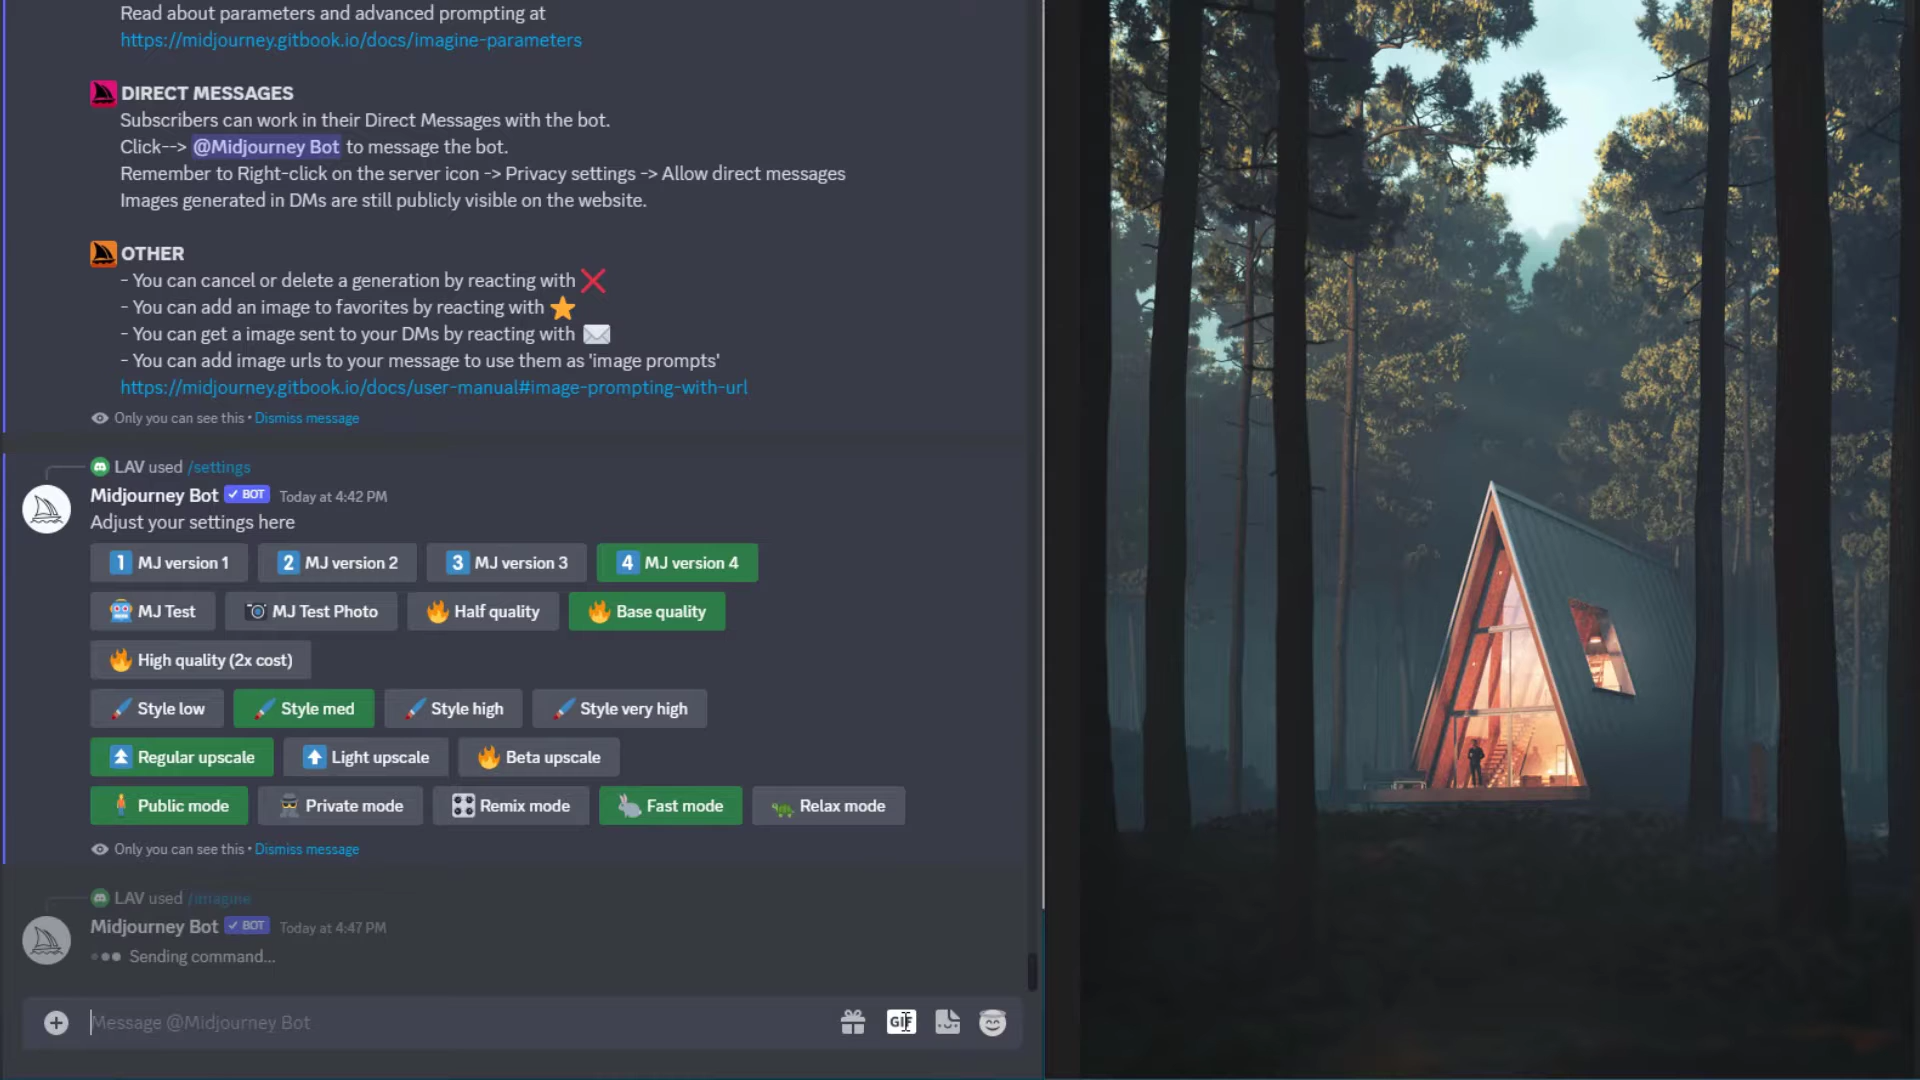 Read about parameters and advanced prompting at
https://midjourney.gitbook.io/docs/imagine-parameters
DIRECT MESSAGES
Subscribers can work in their Direct Messages with the bot.
Click--> @Midjourney Bot to message the bot.
Remember to Right-click on the server icon -> Privacy settings -> Allow direct messages
Images generated in DMs are still publicly visible on the website.
OTHER
- You can cancel or delete a generation by reacting with ❌
- You can add an image to favorites by reacting with ⭐
- You can get a image sent to your DMs by reacting with ✉️
- You can add image urls to your message to use them as 'image prompts'
https://midjourney.gitbook.io/docs/user-manual#image-prompting-with-url
Only you can see this • Dismiss message
LAV used /settings
Midjourney Bot ✓ BOT Today at 4:42 PM
Adjust your settings here
1 MJ version 1 2 MJ version 2 3 MJ version 3 4 MJ version 4
MJ Test MJ Test Photo Half quality Base quality
High quality (2x cost)
Style low Style med Style high Style very high
Regular upscale Light upscale Beta upscale
Public mode Private mode Remix mode Fast mode Relax mode
Only you can see this • Dismiss message
LAV used /imagine
Midjourney Bot ✓ BOT Today at 4:47 PM
Sending command...
Message @Midjourney Bot GIF